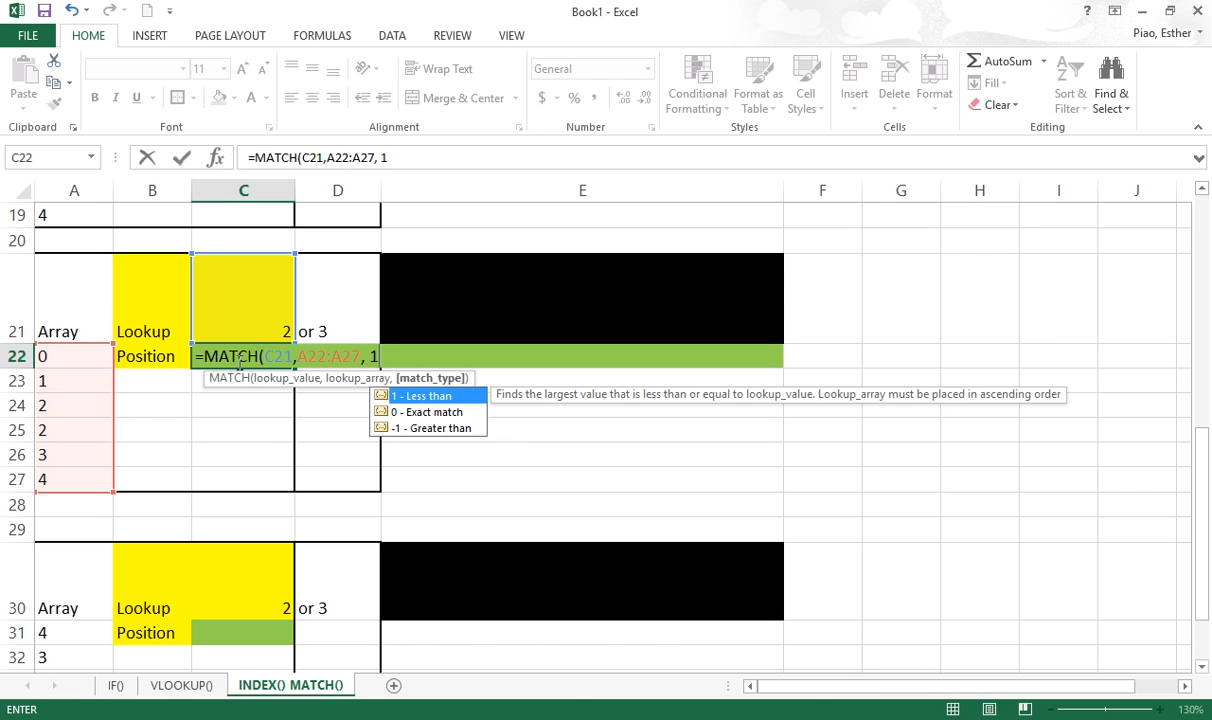 Book1 - Excel
?
FILE
HOME
INSERT
PAGE LAYOUT
FORMULAS
DATA
REVIEW
VIEW
Piao, Esther
Paste
Clipboard
11
B I U
Font
Wrap Text
Merge & Center
Alignment
General
$ % ,
Number
Conditional Formatting
Format as Table
Cell Styles
Styles
Insert
Delete
Format
Cells
AutoSum
Fill
Clear
Sort & Filter
Find & Select
Editing
C22
fx
=MATCH(C21,A22:A27, 1
A B C D E F G H I J
19 4
20
21 Array Lookup 2 or 3
22 0 Position =MATCH(C21,A22:A27, 1
MATCH(lookup_value, lookup_array, [match_type])
23 1
1 - Less than
Finds the largest value that is less than or equal to lookup_value. Lookup_array must be placed in ascending order
24 2
0 - Exact match
-1 - Greater than
25 2
26 3
27 4
28
29
30 Array Lookup 2 or 3
31 4 Position
32 3
IF()
VLOOKUP()
INDEX() MATCH()
ENTER
130%